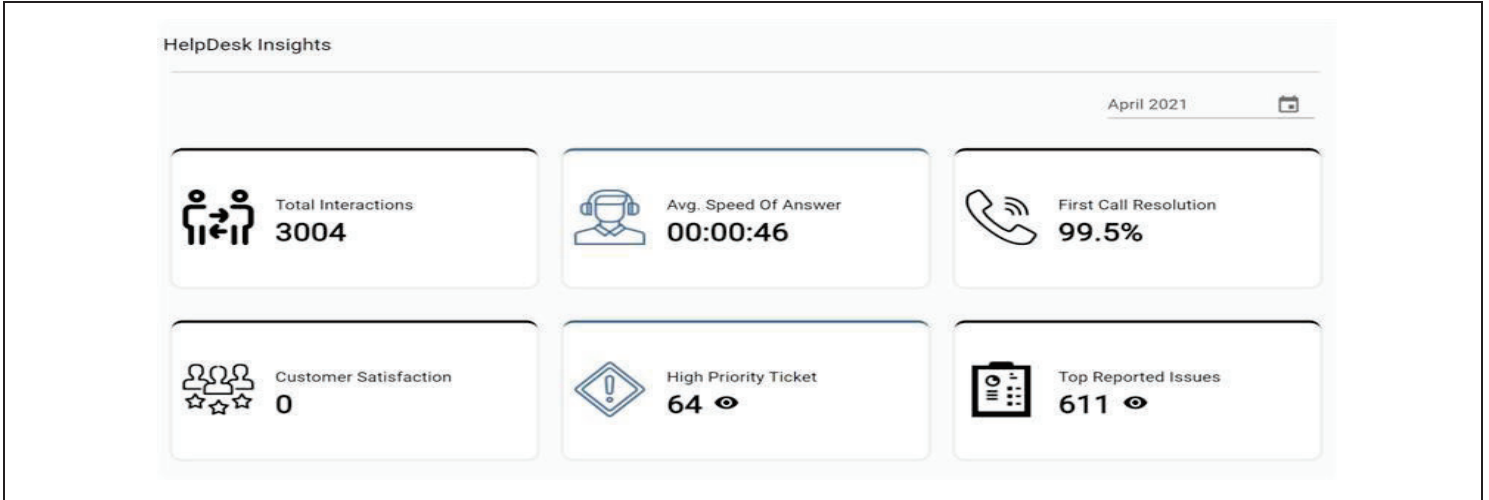 HelpDesk Insights
April 2021
Total Interactions
3004
Avg. Speed Of Answer
00:00:46
First Call Resolution
99.5%
Customer Satisfaction
0
High Priority Ticket
64
Top Reported Issues
611